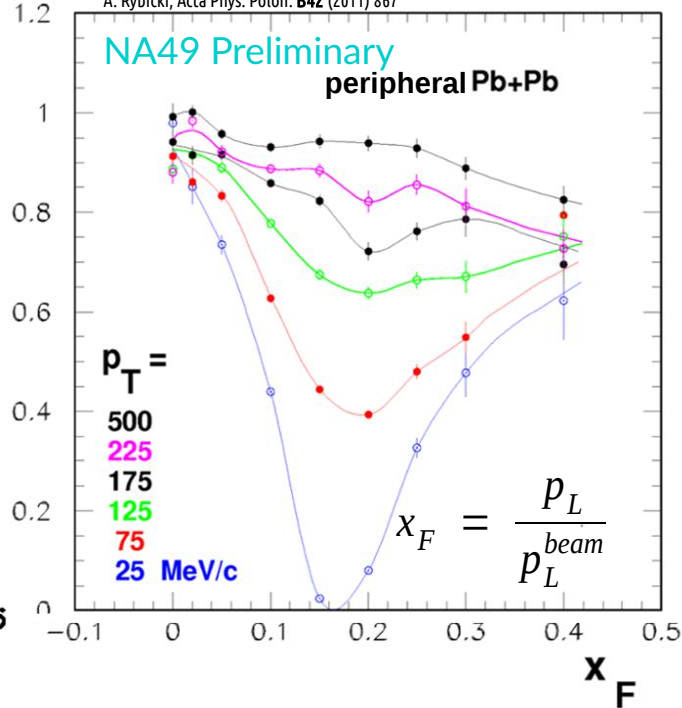 A. Rybicki, Acta Phys. Polon. B42 (2011) 867
NA49 Preliminary
peripheral Pb+Pb
1.2
1
0.8
0.6
0.4
0.2
0
p_T =
500
225
175
125
75
25 MeV/c
x_F = p_L / p_L^beam
−0.1 0 0.1 0.2 0.3 0.4 0.5
x_F